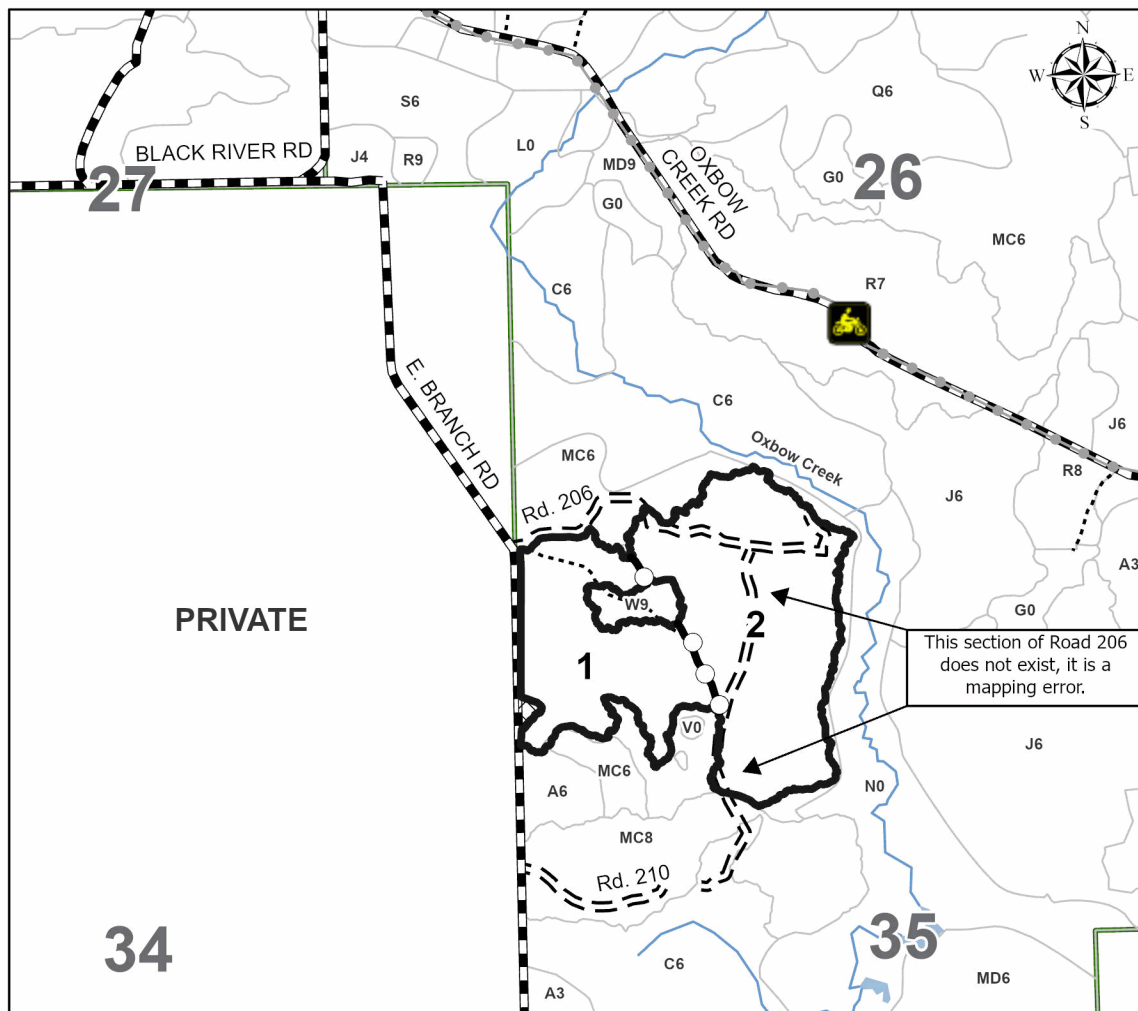 N
W E
S
Q6
S6
BLACK RIVER RD
J4
R9
L0
MD9
OXBOW
CREEK RD
G0
26
27
G0
MC6
C6
R7
E. BRANCH RD
C6
J6
MC6
Oxbow Creek
R8
J6
Rd. 206
A3
W9
G0
PRIVATE
2
This section of Road 206
does not exist, it is a
mapping error.
1
V0
J6
MC6
A6
N0
MC8
Rd. 210
34
35
C6
MD6
A3